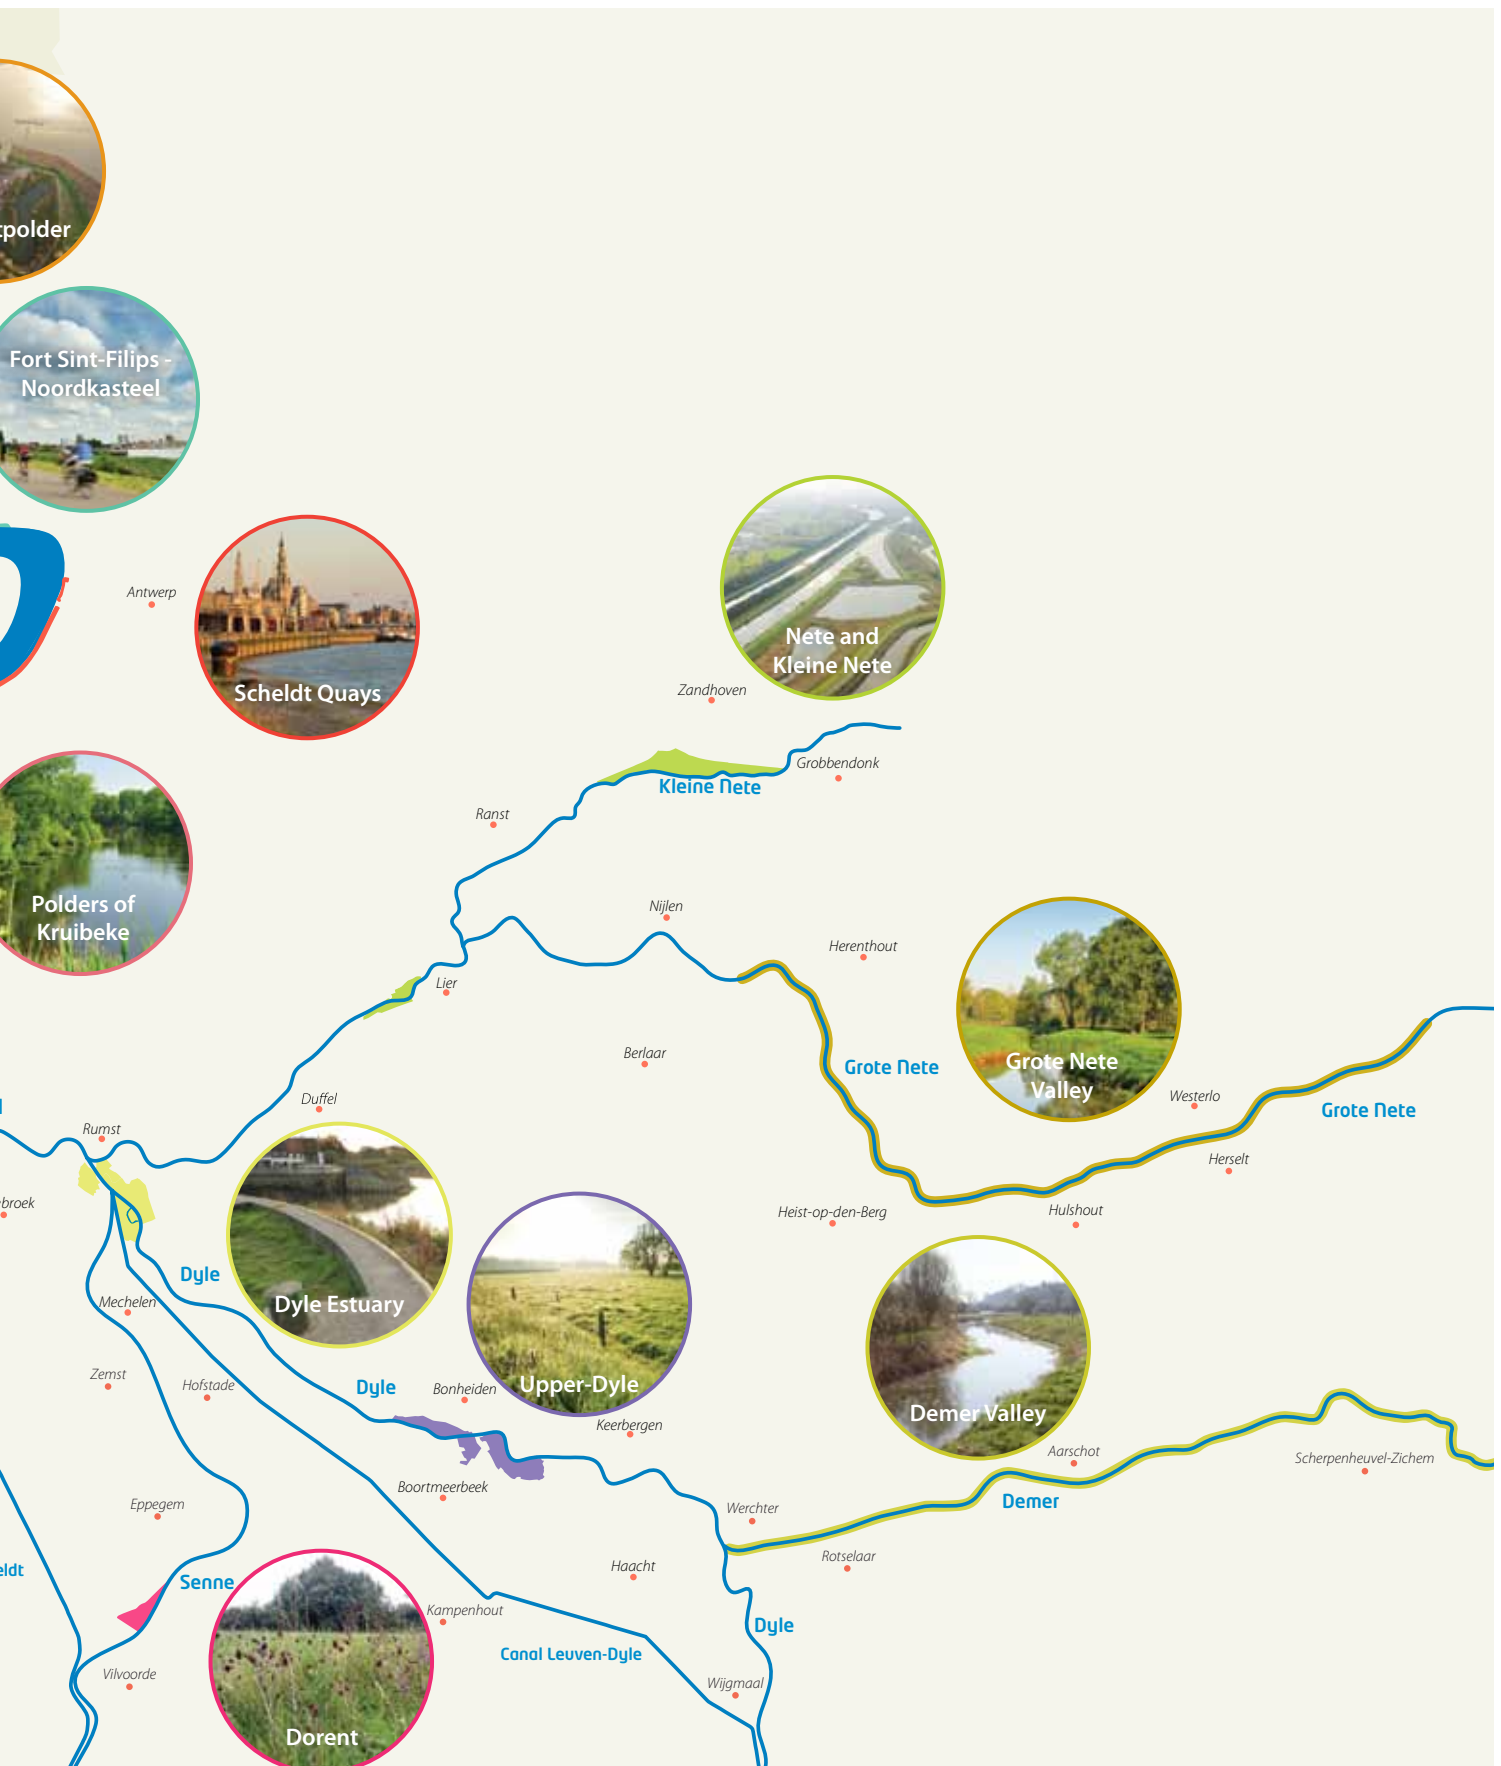 tpolder
Fort Sint-Filips -
Noordkasteel
Antwerp
Scheldt Quays
Nete and
Kleine Nete
Zandhoven
Grobbendonk
Kleine Nete
Ranst
Polders of
Kruibeke
Nijlen
Herenthout
Lier
Berlaar
Grote Nete
Grote Nete
Valley
Westerlo
Grote Nete
Duffel
Rumst
Herselt
broek
Heist-op-den-Berg
Hulshout
Dyle
Mechelen
Dyle Estuary
Zemst
Hofstade
Dyle
Bonheiden
Upper-Dyle
Keerbergen
Demer Valley
Aarschot
Scherpenheuvel-Zichem
Boortmeerbeek
Eppegem
Werchter
Demer
Rotselaar
Haacht
eldt
Senne
Kampenhout
Dyle
Canal Leuven-Dyle
Vilvoorde
Wijgmaal
Dorent